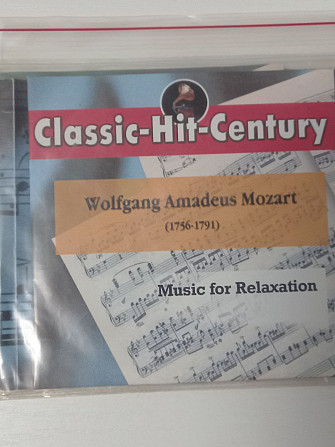 Classic-Hit-Century
Wolfgang Amadeus Mozart
(1756-1791)
Music for Relaxation